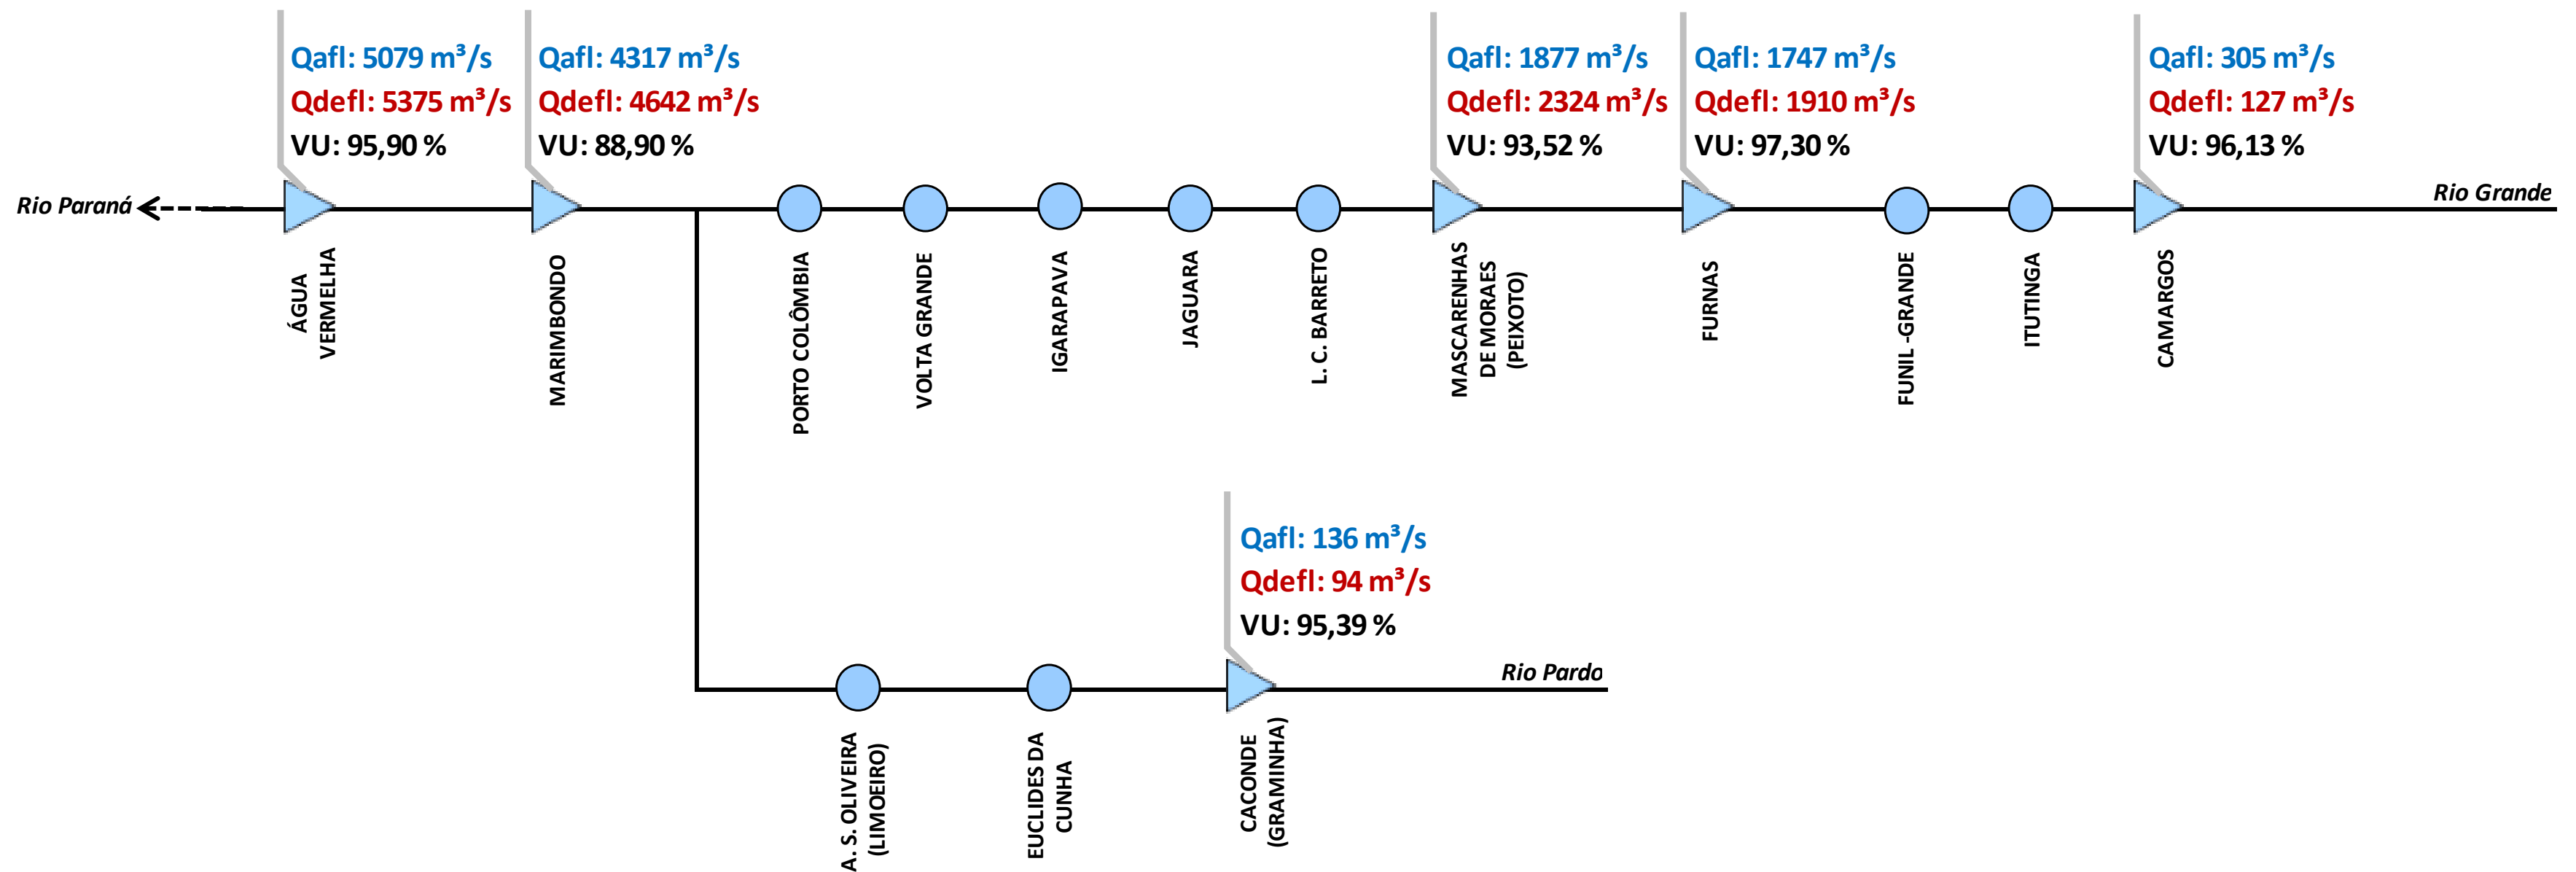 Qafl: 5079 m³/s
Qdefl: 5375 m³/s
VU: 95,90 %
Qafl: 4317 m³/s
Qdefl: 4642 m³/s
VU: 88,90 %
Qafl: 1877 m³/s
Qdefl: 2324 m³/s
VU: 93,52 %
Qafl: 1747 m³/s
Qdefl: 1910 m³/s
VU: 97,30 %
Qafl: 305 m³/s
Qdefl: 127 m³/s
VU: 96,13 %
Rio Paraná
Rio Grande
ÁGUA
VERMELHA
MARIMBONDO
PORTO COLÔMBIA
VOLTA GRANDE
IGARAPAVA
JAGUARA
L. C. BARRETO
MASCARENHAS
DE MORAES
(PEIXOTO)
FURNAS
FUNIL -GRANDE
ITUTINGA
CAMARGOS
Qafl: 136 m³/s
Qdefl: 94 m³/s
VU: 95,39 %
Rio Pardo
A. S. OLIVEIRA
(LIMOEIRO)
EUCLIDES DA
CUNHA
CACONDE
(GRAMINHA)